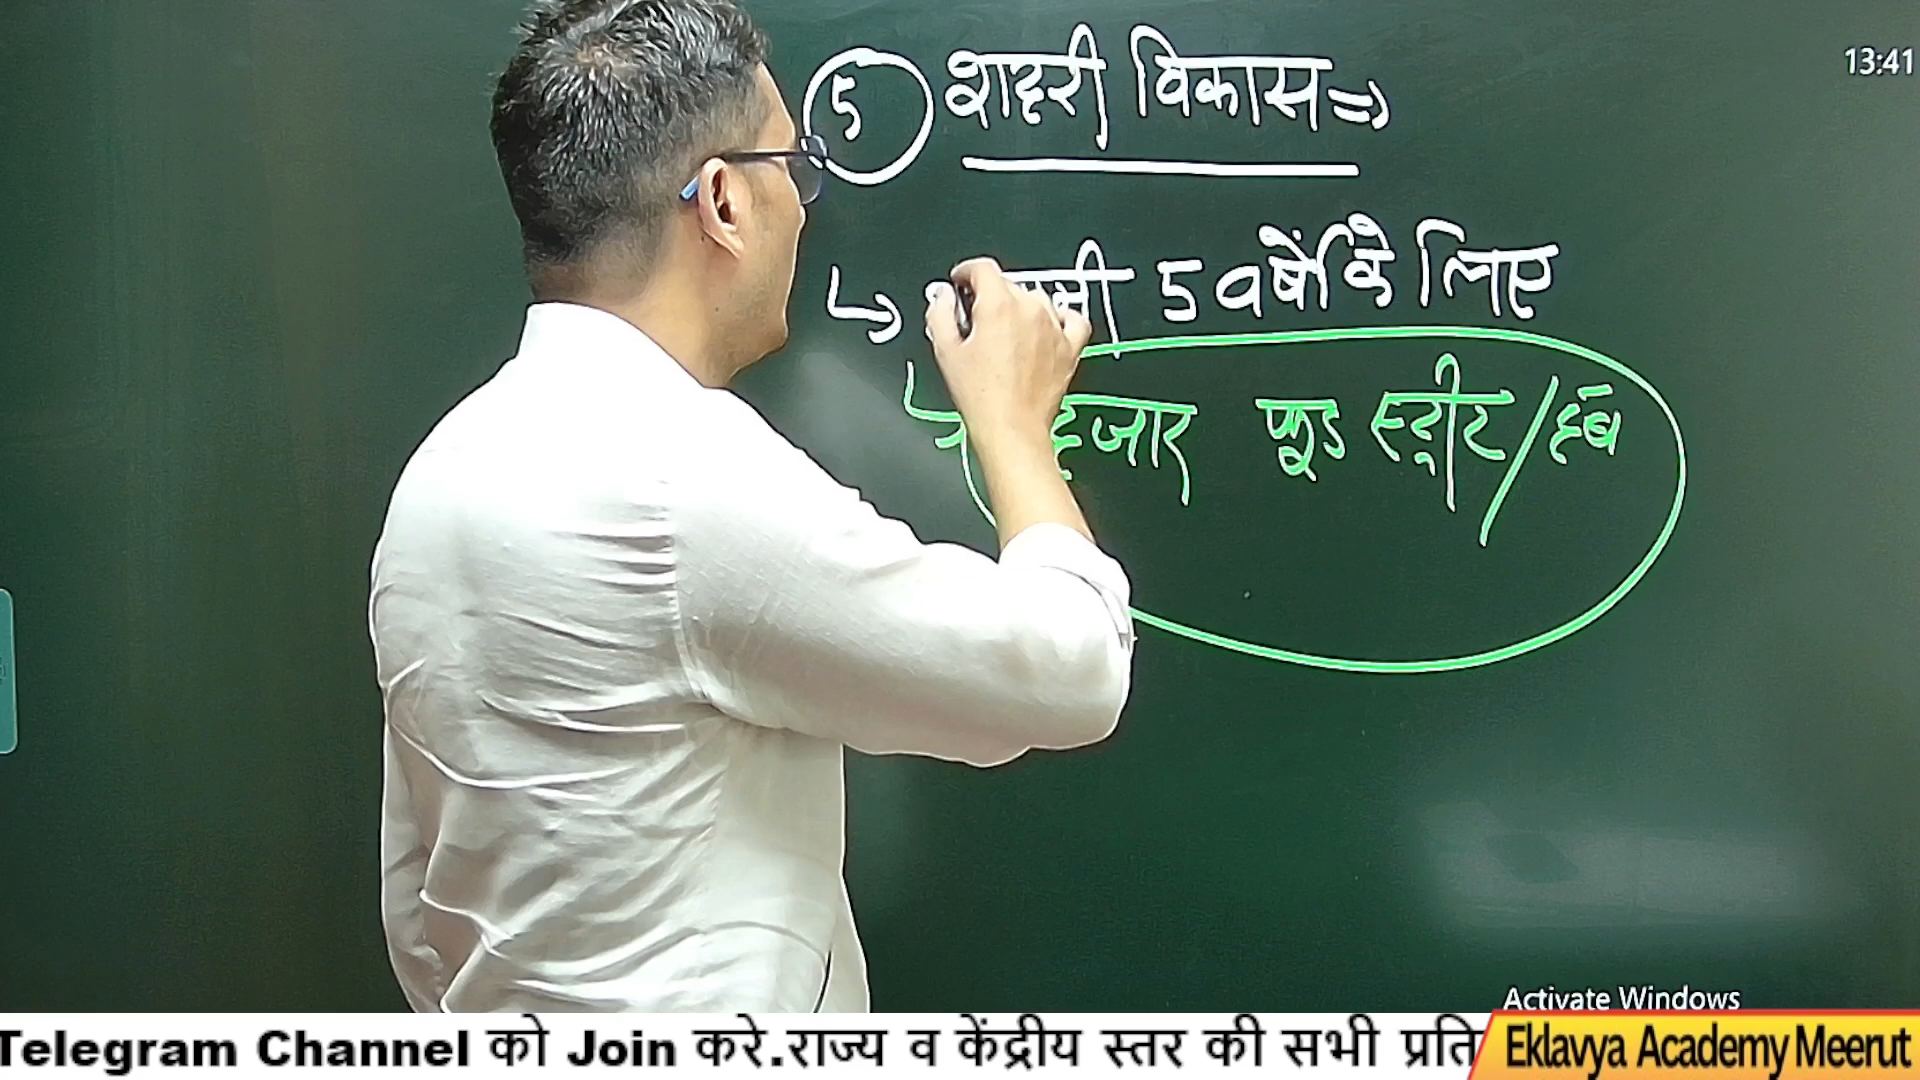 13:41
5 शहरी विकास ⇒
5 वर्षों के लिए
हजार फूड स्ट्रीट/हब
Activate Windows
Telegram Channel को Join करे.राज्य व केंद्रीय स्तर की सभी प्रति
Eklavya Academy Meerut